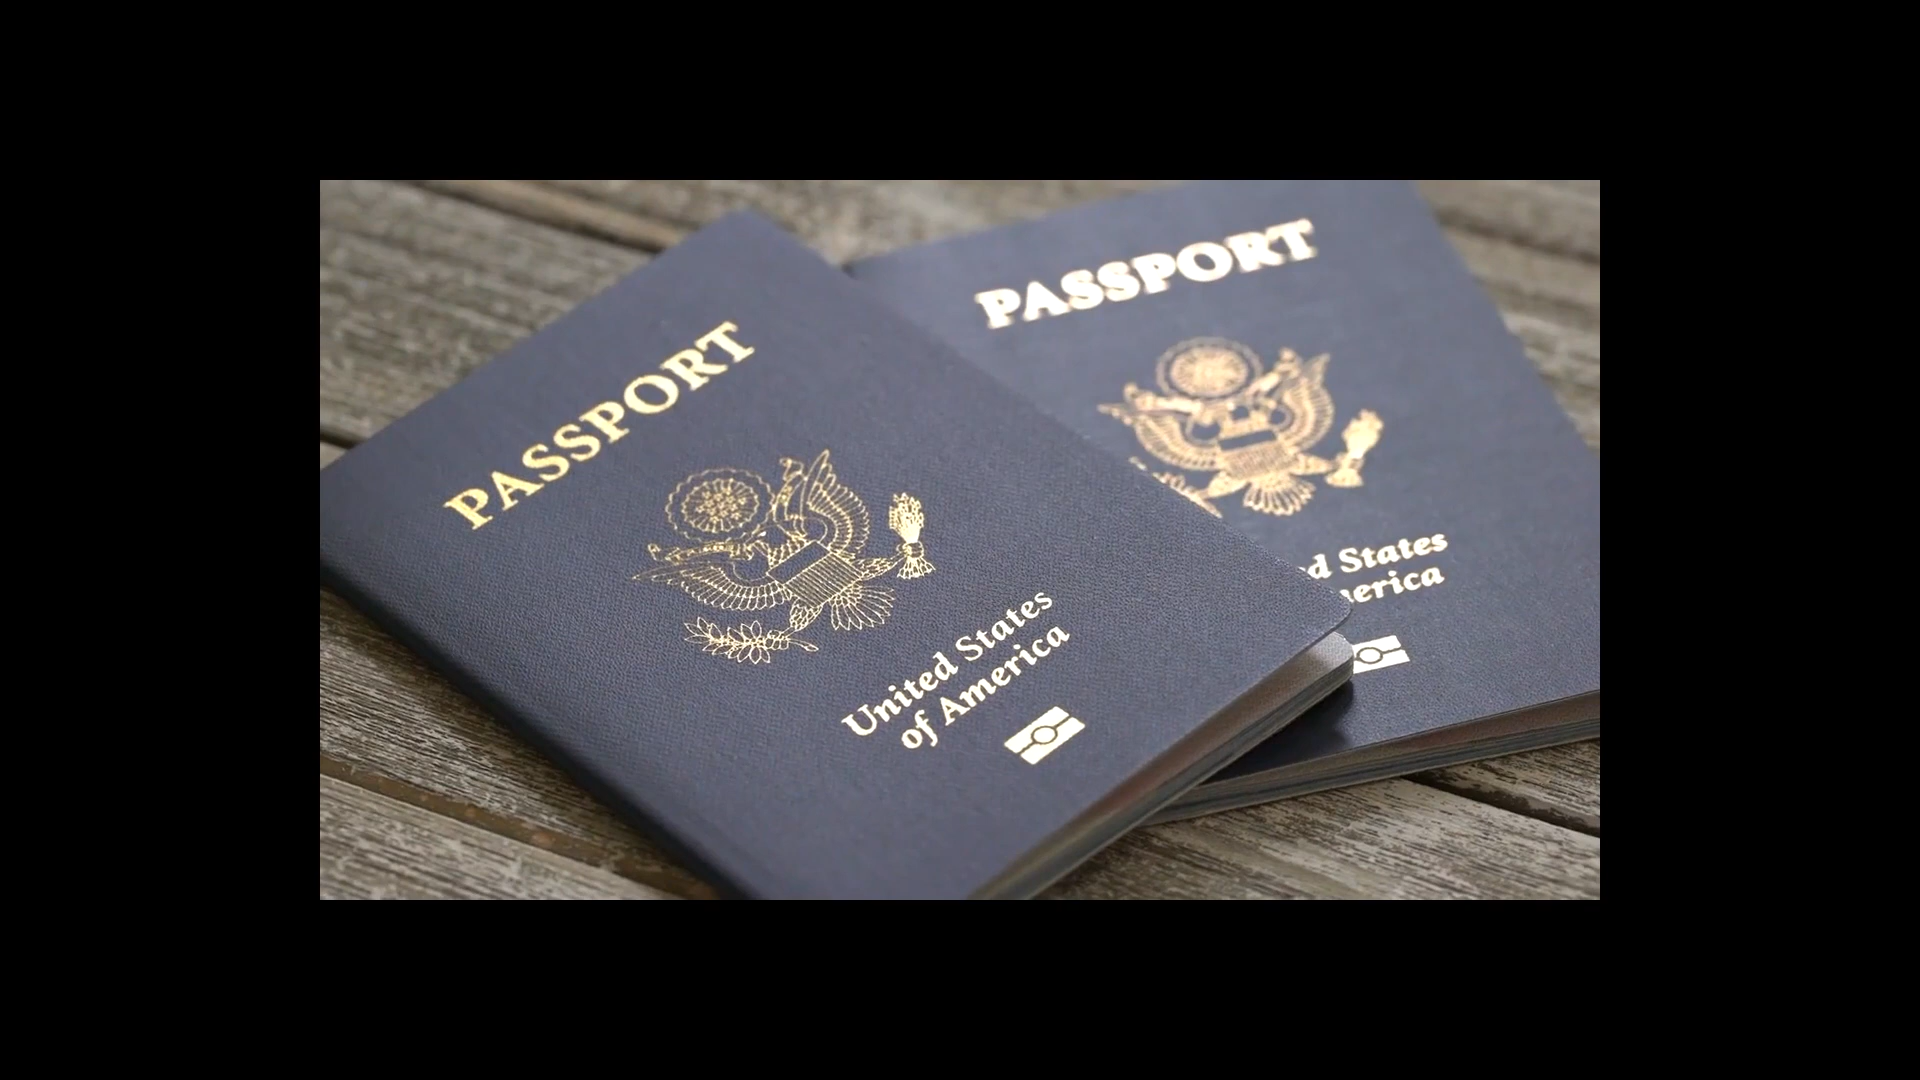 PASSPORT
United States
of America
PASSPORT
States